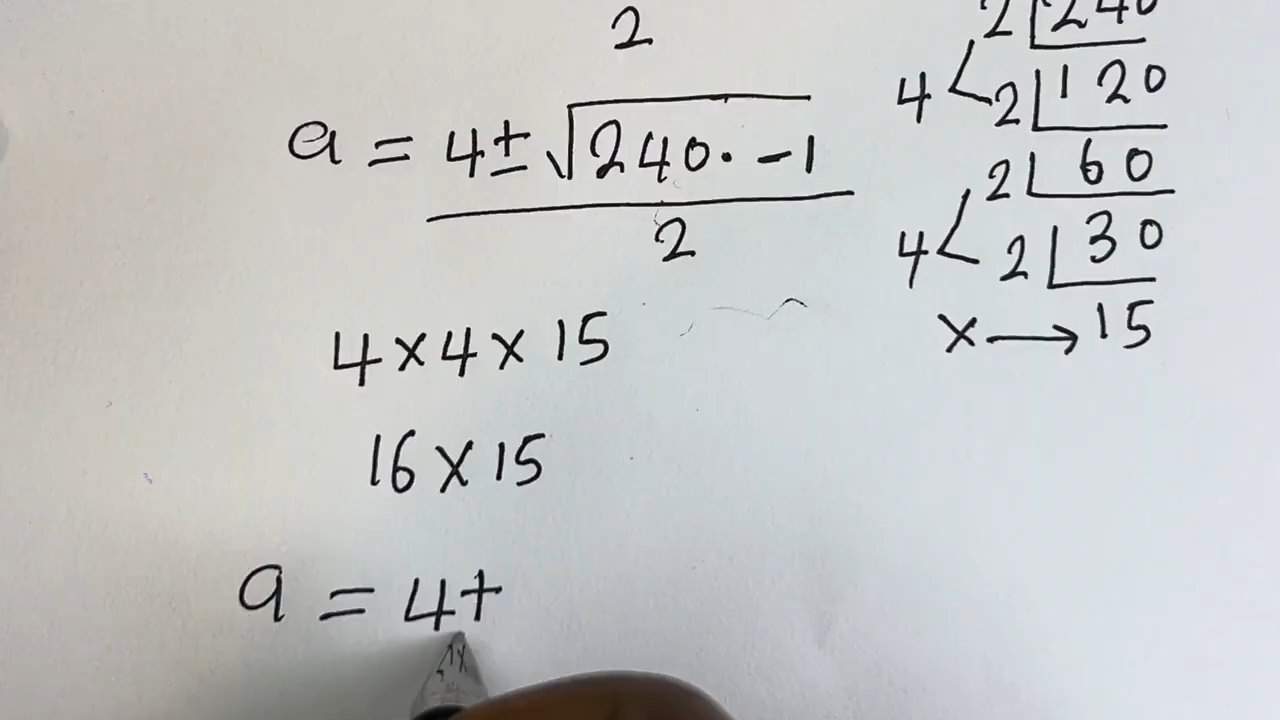 2
a = 4 ± √240 · -1
2
4 × 4 × 15
16 × 15
a = 4 +
2 240
4 2 120
2 60
4 2 30
x → 15